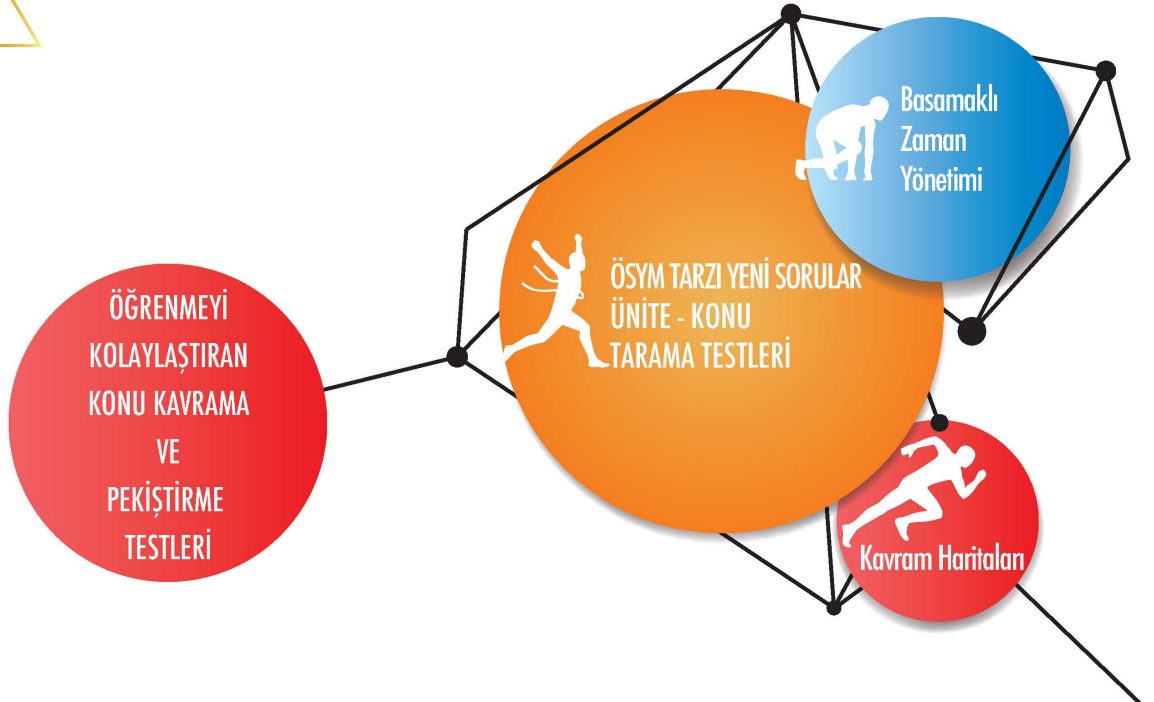 ÖĞRENMEYİ
KOLAYLAŞTIRAN
KONU KAVRAMA
VE
PEKİŞTİRME
TESTLERİ
ÖSYM TARZI YENİ SORULAR
ÜNİTE - KONU
TARAMA TESTLERİ
Basamaklı
Zaman
Yönetimi
Kavram Haritaları